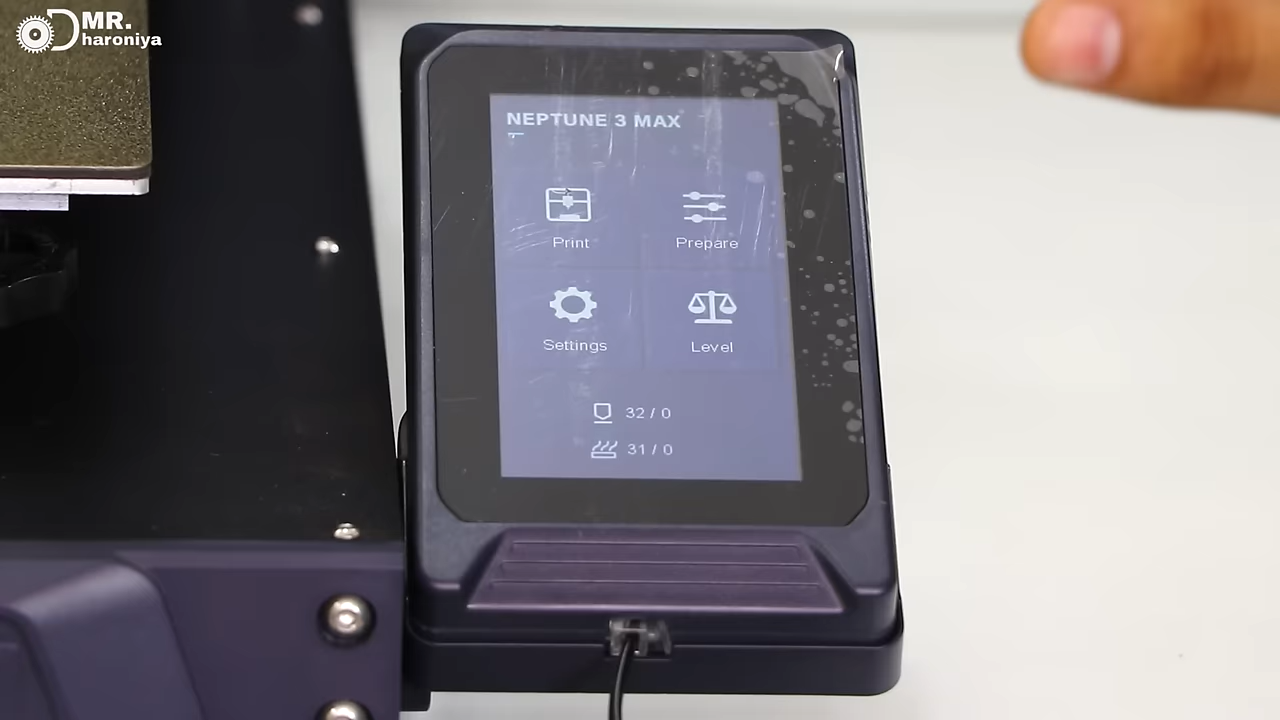 MR.
Dharoniya
NEPTUNE 3 MAX
Print
Prepare
Settings
Level
32 / 0
31 / 0